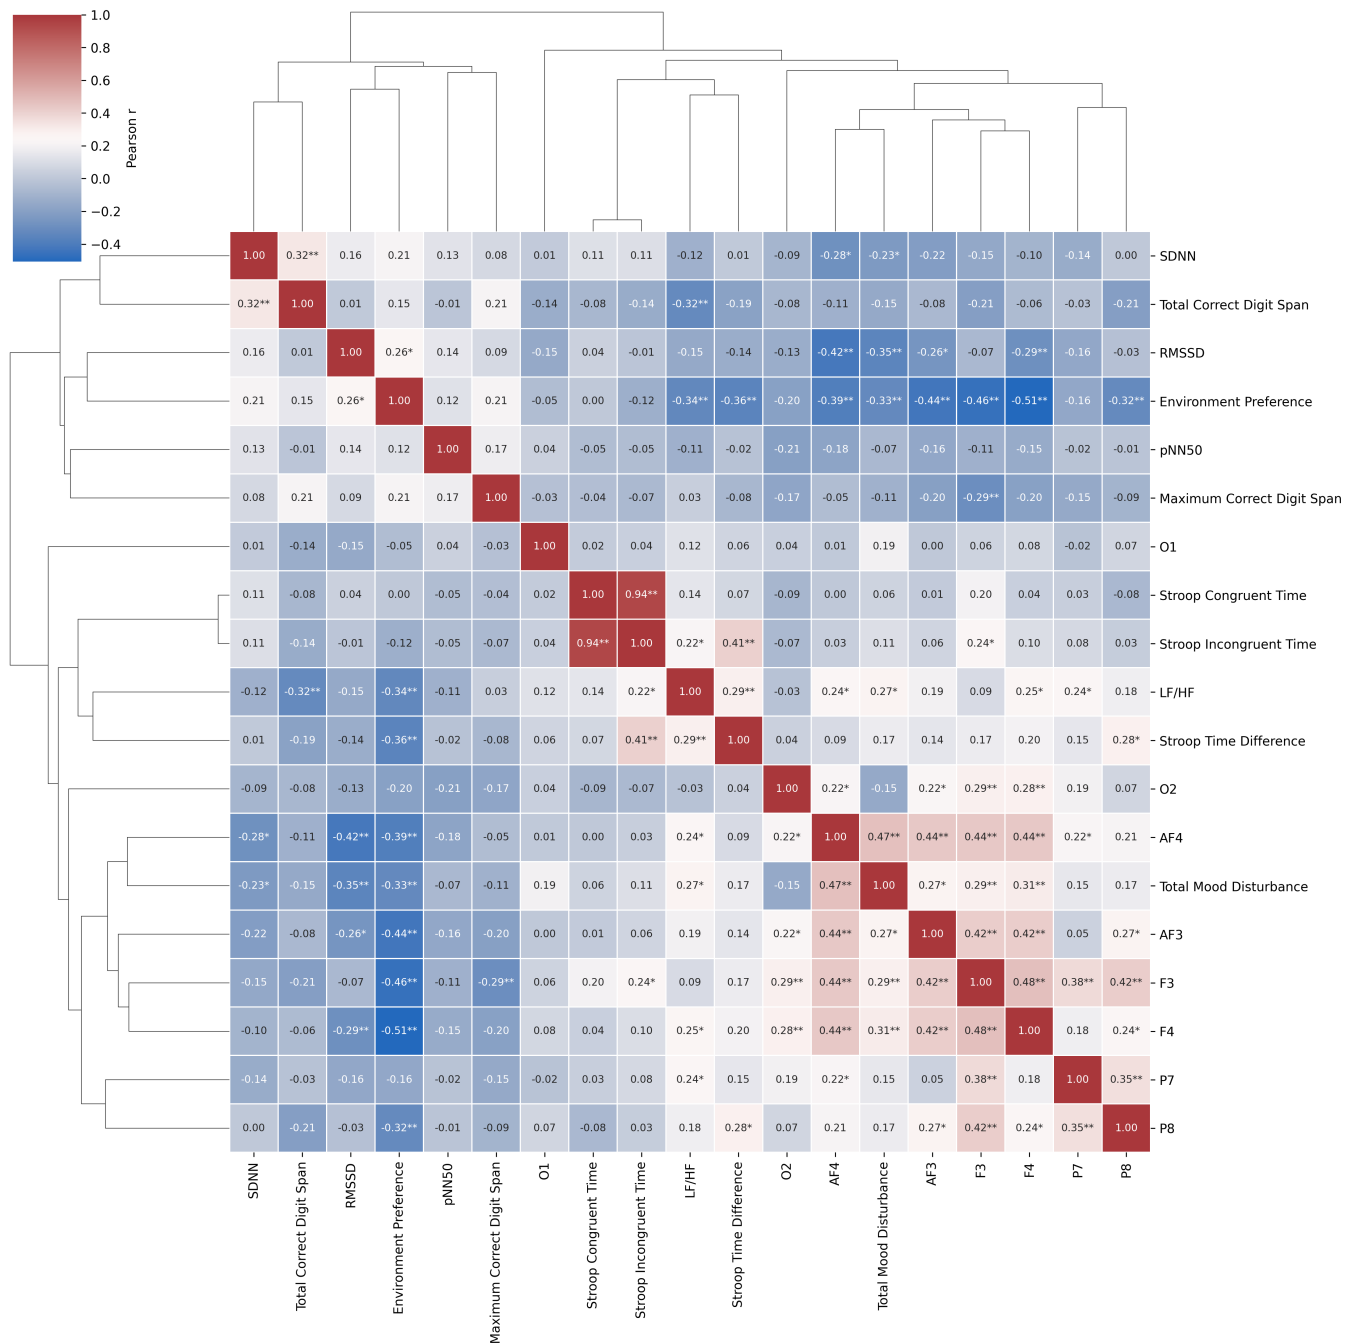 1.0
0.8
0.6
0.4
0.2
0.0
−0.2
−0.4
Pearson r
1.00 0.32** 0.16 0.21 0.13 0.08 0.01 0.11 0.11 -0.12 0.01 -0.09 -0.28* -0.23* -0.22 -0.15 -0.10 -0.14 0.00 SDNN
0.32** 1.00 0.01 0.15 -0.01 0.21 -0.14 -0.08 -0.14 -0.32** -0.19 -0.08 -0.11 -0.15 -0.08 -0.21 -0.06 -0.03 -0.21 Total Correct Digit Span
0.16 0.01 1.00 0.26* 0.14 0.09 -0.15 0.04 -0.01 -0.15 -0.14 -0.13 -0.42** -0.35** -0.26* -0.07 -0.29** -0.16 -0.03 RMSSD
0.21 0.15 0.26* 1.00 0.12 0.21 -0.05 0.00 -0.12 -0.34** -0.36** -0.20 -0.39** -0.33** -0.44** -0.46** -0.51** -0.16 -0.32** Environment Preference
0.13 -0.01 0.14 0.12 1.00 0.17 0.04 -0.05 -0.05 -0.11 -0.02 -0.21 -0.18 -0.07 -0.16 -0.11 -0.15 -0.02 -0.01 pNN50
0.08 0.21 0.09 0.21 0.17 1.00 -0.03 -0.04 -0.07 0.03 -0.08 -0.17 -0.05 -0.11 -0.20 -0.29** -0.20 -0.15 -0.09 Maximum Correct Digit Span
0.01 -0.14 -0.15 -0.05 0.04 -0.03 1.00 0.02 0.04 0.12 0.06 0.04 0.01 0.19 0.00 0.06 0.08 -0.02 0.07 O1
0.11 -0.08 0.04 0.00 -0.05 -0.04 0.02 1.00 0.94** 0.14 0.07 -0.09 0.00 0.06 0.01 0.20 0.04 0.03 -0.08 Stroop Congruent Time
0.11 -0.14 -0.01 -0.12 -0.05 -0.07 0.04 0.94** 1.00 0.22* 0.41** -0.07 0.03 0.11 0.06 0.24* 0.10 0.08 0.03 Stroop Incongruent Time
-0.12 -0.32** -0.15 -0.34** -0.11 0.03 0.12 0.14 0.22* 1.00 0.29** -0.03 0.24* 0.27* 0.19 0.09 0.25* 0.24* 0.18 LF/HF
0.01 -0.19 -0.14 -0.36** -0.02 -0.08 0.06 0.07 0.41** 0.29** 1.00 0.04 0.09 0.17 0.14 0.17 0.20 0.15 0.28* Stroop Time Difference
-0.09 -0.08 -0.13 -0.20 -0.21 -0.17 0.04 -0.09 -0.07 -0.03 0.04 1.00 0.22* -0.15 0.22* 0.29** 0.28** 0.19 0.07 O2
-0.28* -0.11 -0.42** -0.39** -0.18 -0.05 0.01 0.00 0.03 0.24* 0.09 0.22* 1.00 0.47** 0.44** 0.44** 0.44** 0.22* 0.21 AF4
-0.23* -0.15 -0.35** -0.33** -0.07 -0.11 0.19 0.06 0.11 0.27* 0.17 -0.15 0.47** 1.00 0.27* 0.29** 0.31** 0.15 0.17 Total Mood Disturbance
-0.22 -0.08 -0.26* -0.44** -0.16 -0.20 0.00 0.01 0.06 0.19 0.14 0.22* 0.44** 0.27* 1.00 0.42** 0.42** 0.05 0.27* AF3
-0.15 -0.21 -0.07 -0.46** -0.11 -0.29** 0.06 0.20 0.24* 0.09 0.17 0.29** 0.44** 0.29** 0.42** 1.00 0.48** 0.38** 0.42** F3
-0.10 -0.06 -0.29** -0.51** -0.15 -0.20 0.08 0.04 0.10 0.25* 0.20 0.28** 0.44** 0.31** 0.42** 0.48** 1.00 0.18 0.24* F4
-0.14 -0.03 -0.16 -0.16 -0.02 -0.15 -0.02 0.03 0.08 0.24* 0.15 0.19 0.22* 0.15 0.05 0.38** 0.18 1.00 0.35** P7
0.00 -0.21 -0.03 -0.32** -0.01 -0.09 0.07 -0.08 0.03 0.18 0.28* 0.07 0.21 0.17 0.27* 0.42** 0.24* 0.35** 1.00 P8
SDNN
Total Correct Digit Span
RMSSD
Environment Preference
pNN50
Maximum Correct Digit Span
O1
Stroop Congruent Time
Stroop Incongruent Time
LF/HF
Stroop Time Difference
O2
AF4
Total Mood Disturbance
AF3
F3
F4
P7
P8